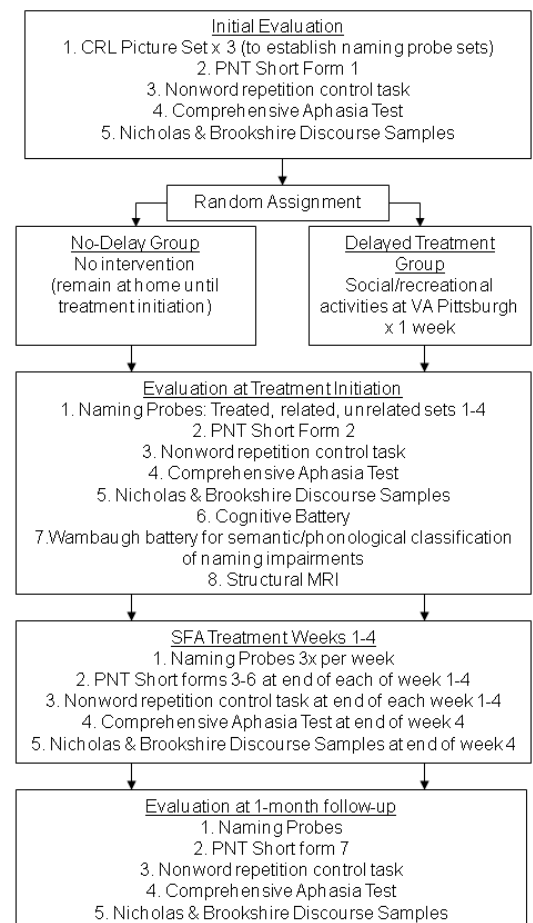 Initial Evaluation
1. CRL Picture Set x 3 (to establish naming probe sets)
2. PNT Short Form 1
3. Nonword repetition control task
4. Comprehensive Aphasia Test
5. Nicholas & Brookshire Discourse Samples
Random Assignment
No-Delay Group
No intervention
(remain at home until
treatment initiation)
Delayed Treatment
Group
Social/recreational
activities at VA Pittsburgh
x 1 week
Evaluation at Treatment Initiation
1. Naming Probes: Treated, related, unrelated sets 1-4
2. PNT Short Form 2
3. Nonword repetition control task
4. Comprehensive Aphasia Test
5. Nicholas & Brookshire Discourse Samples
6. Cognitive Battery
7.Wambaugh battery for semantic/phonological classification
of naming impairments
8. Structural MRI
SFA Treatment Weeks 1-4
1. Naming Probes 3x per week
2. PNT Short forms 3-6 at end of each of week 1-4
3. Nonword repetition control task at end of each week 1-4
4. Comprehensive Aphasia Test at end of week 4
5. Nicholas & Brookshire Discourse Samples at end of week 4
Evaluation at 1-month follow-up
1. Naming Probes
2. PNT Short form 7
3. Nonword repetition control task
4. Comprehensive Aphasia Test
5. Nicholas & Brookshire Discourse Samples